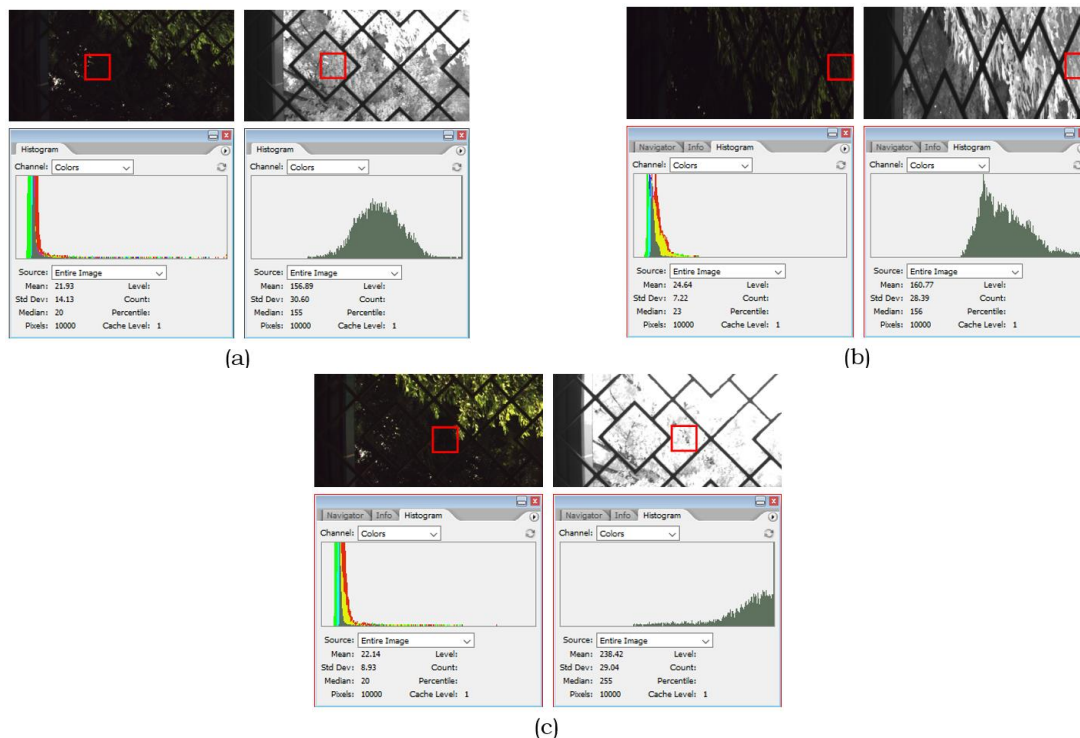 Histogram
Channel: Colors
Source: Entire Image
Mean: 21.93 Level:
Std Dev: 14.13 Count:
Median: 20 Percentile:
Pixels: 10000 Cache Level: 1
Histogram
Channel: Colors
Source: Entire Image
Mean: 156.89 Level:
Std Dev: 30.60 Count:
Median: 155 Percentile:
Pixels: 10000 Cache Level: 1
(a)
Navigator Info Histogram
Channel: Colors
Source: Entire Image
Mean: 24.64 Level:
Std Dev: 7.22 Count:
Median: 23 Percentile:
Pixels: 10000 Cache Level: 1
Navigator Info Histogram
Channel: Colors
Source: Entire Image
Mean: 160.77 Level:
Std Dev: 28.39 Count:
Median: 156 Percentile:
Pixels: 10000 Cache Level: 1
(b)
Navigator Info Histogram
Channel: Colors
Source: Entire Image
Mean: 22.14 Level:
Std Dev: 8.93 Count:
Median: 20 Percentile:
Pixels: 10000 Cache Level: 1
Navigator Info Histogram
Channel: Colors
Source: Entire Image
Mean: 238.42 Level:
Std Dev: 29.04 Count:
Median: 255 Percentile:
Pixels: 10000 Cache Level: 1
(c)